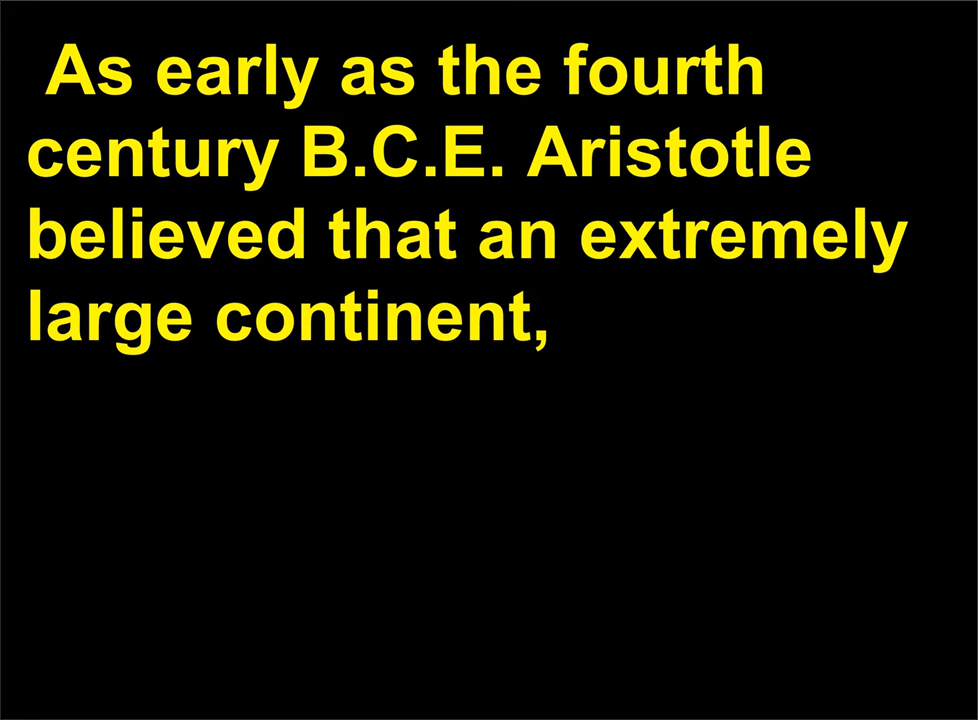 As early as the fourth
century B.C.E. Aristotle
believed that an extremely
large continent,